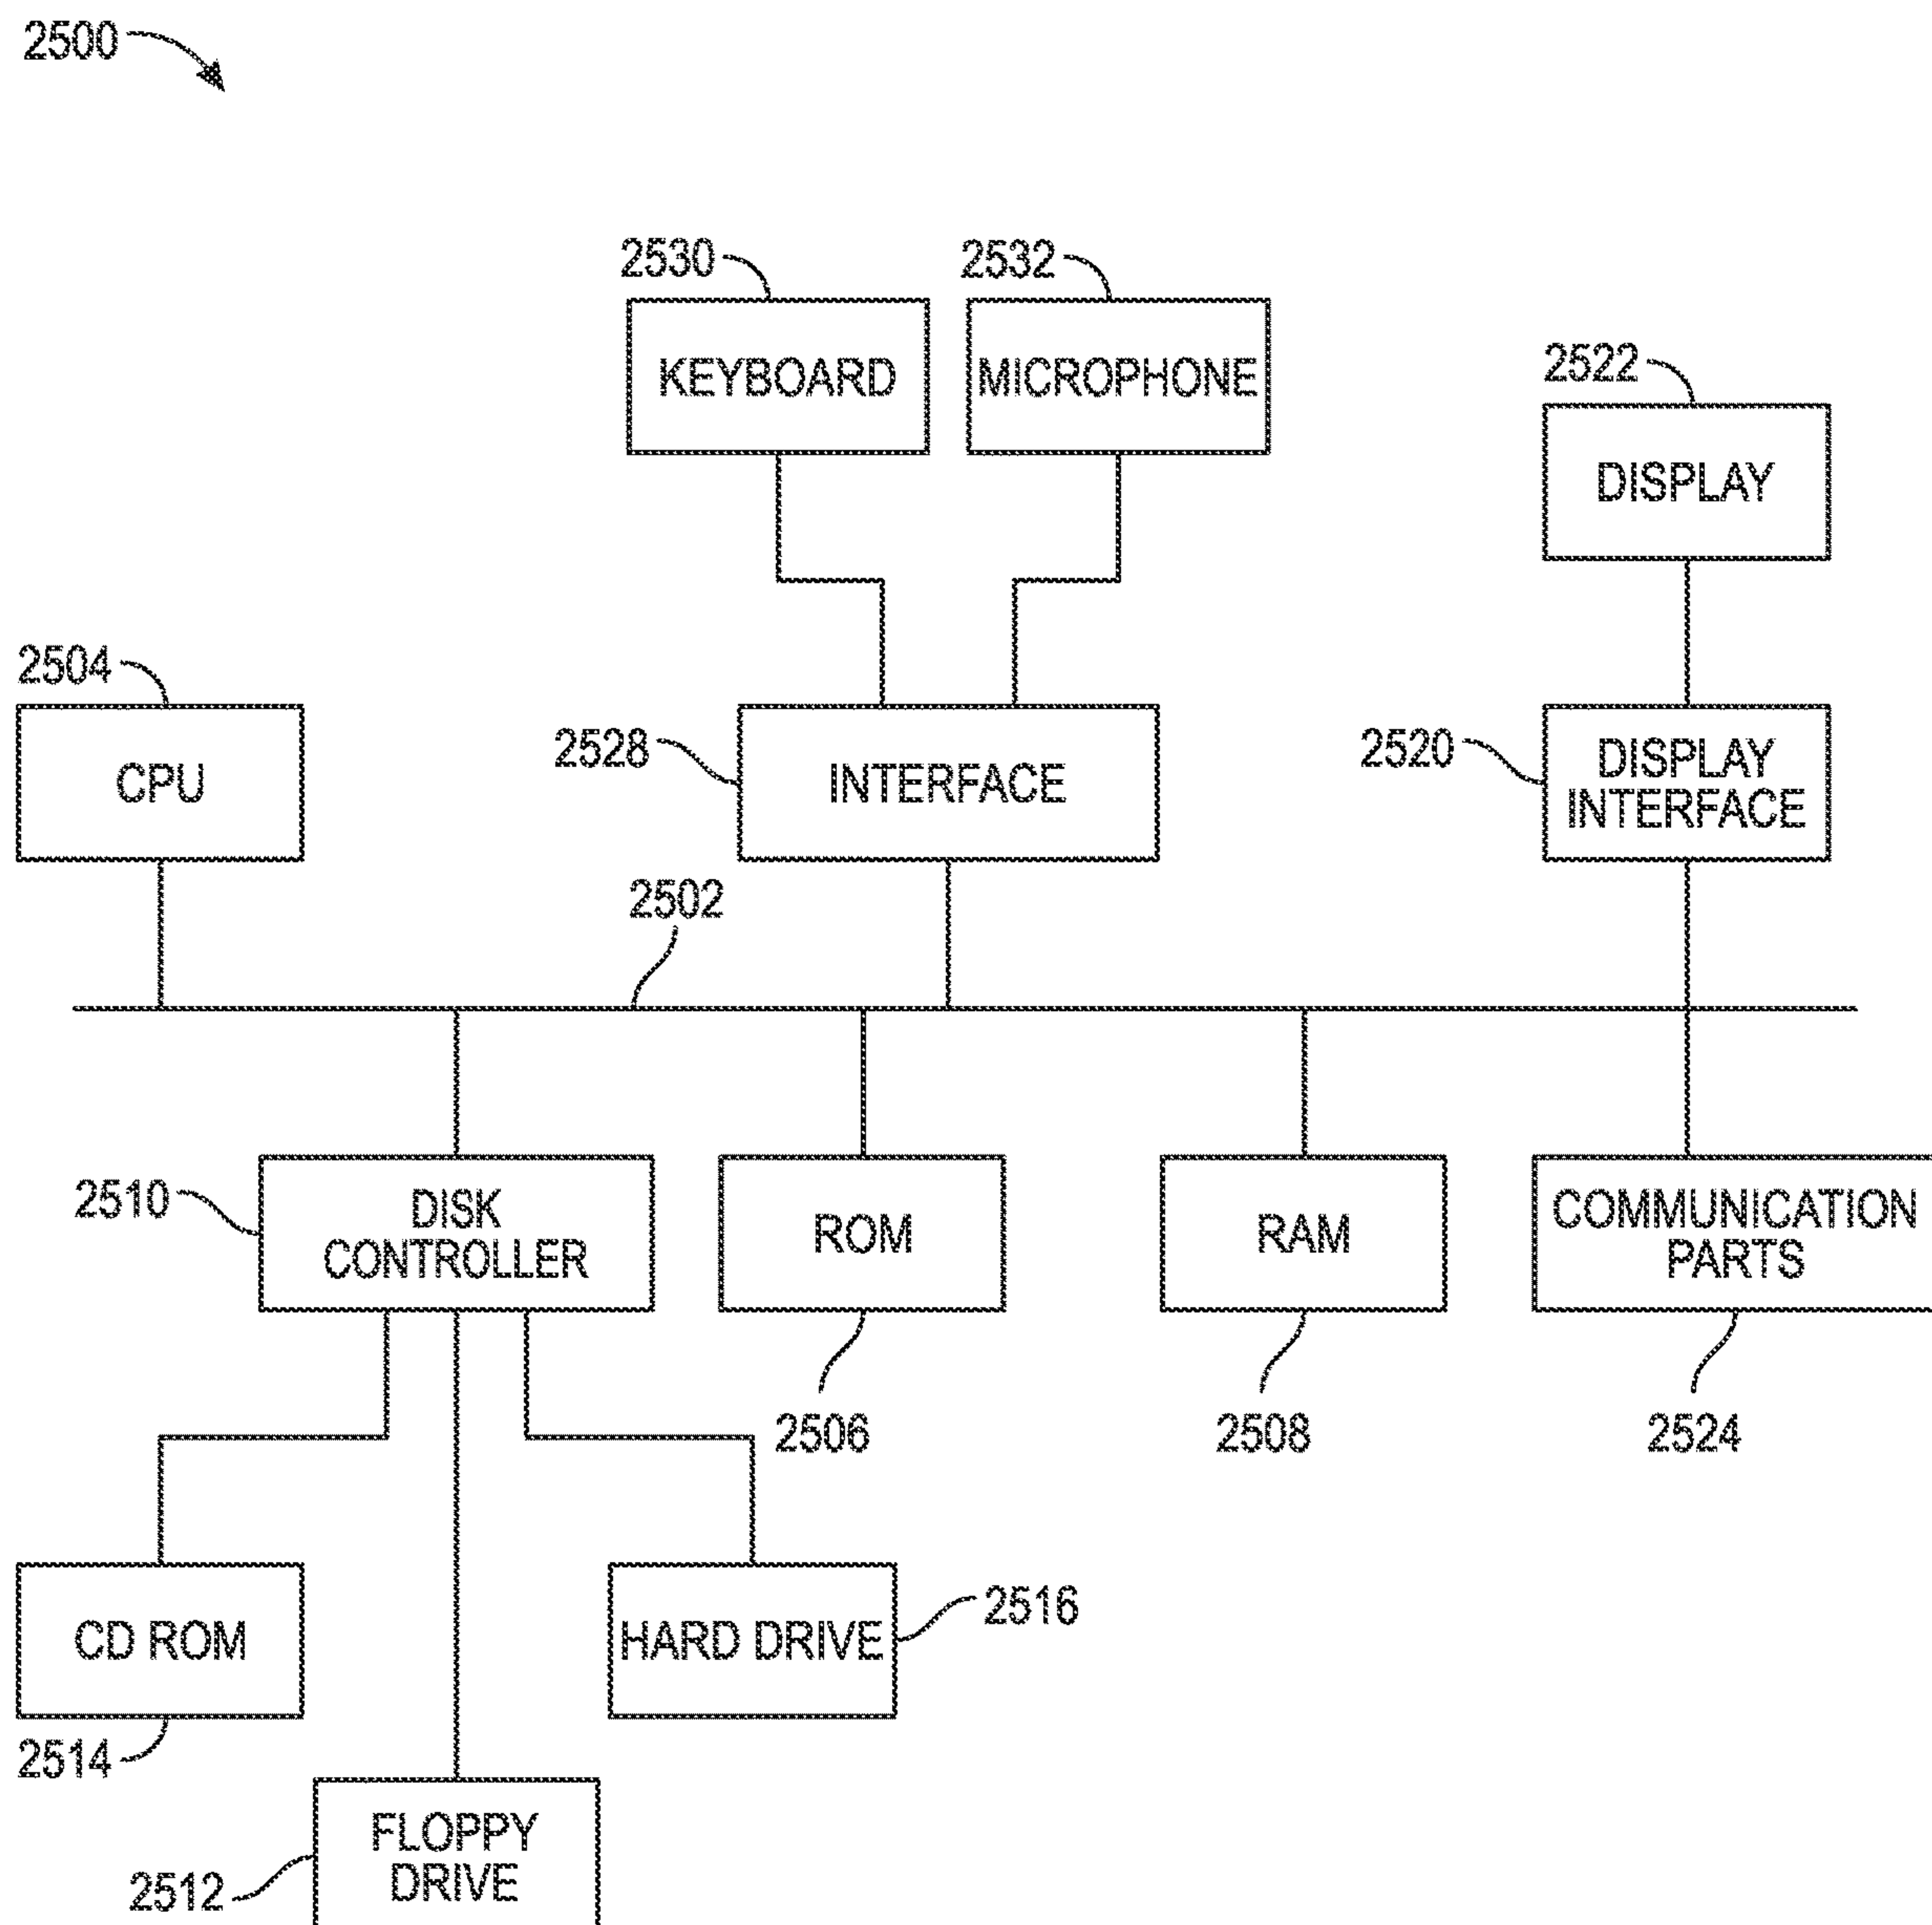 2500
2530
2532
KEYBOARD
MICROPHONE
2522
DISPLAY
2504
CPU
2528
INTERFACE
2520
DISPLAY
INTERFACE
2502
2510
DISK
CONTROLLER
ROM
RAM
COMMUNICATION
PARTS
2506
2508
2524
CD ROM
HARD DRIVE
2516
2514
FLOPPY
DRIVE
2512